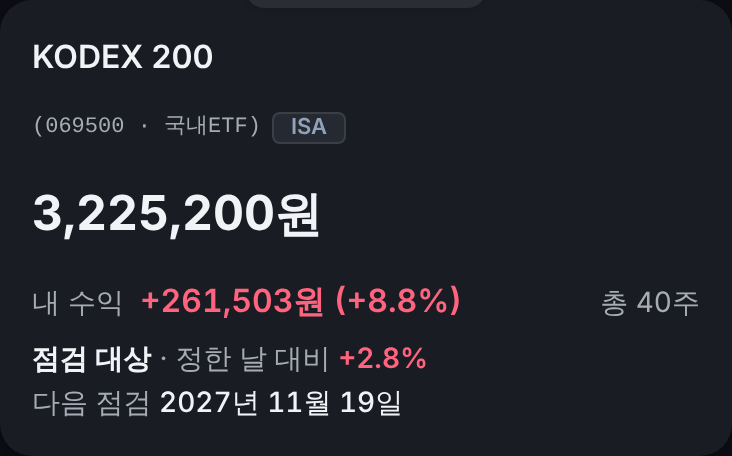 KODEX 200
(069500 · 국내ETF) ISA
3,225,200원
내 수익 +261,503원 (+8.8%) 총 40주
점검 대상 · 정한 날 대비 +2.8%
다음 점검 2027년 11월 19일